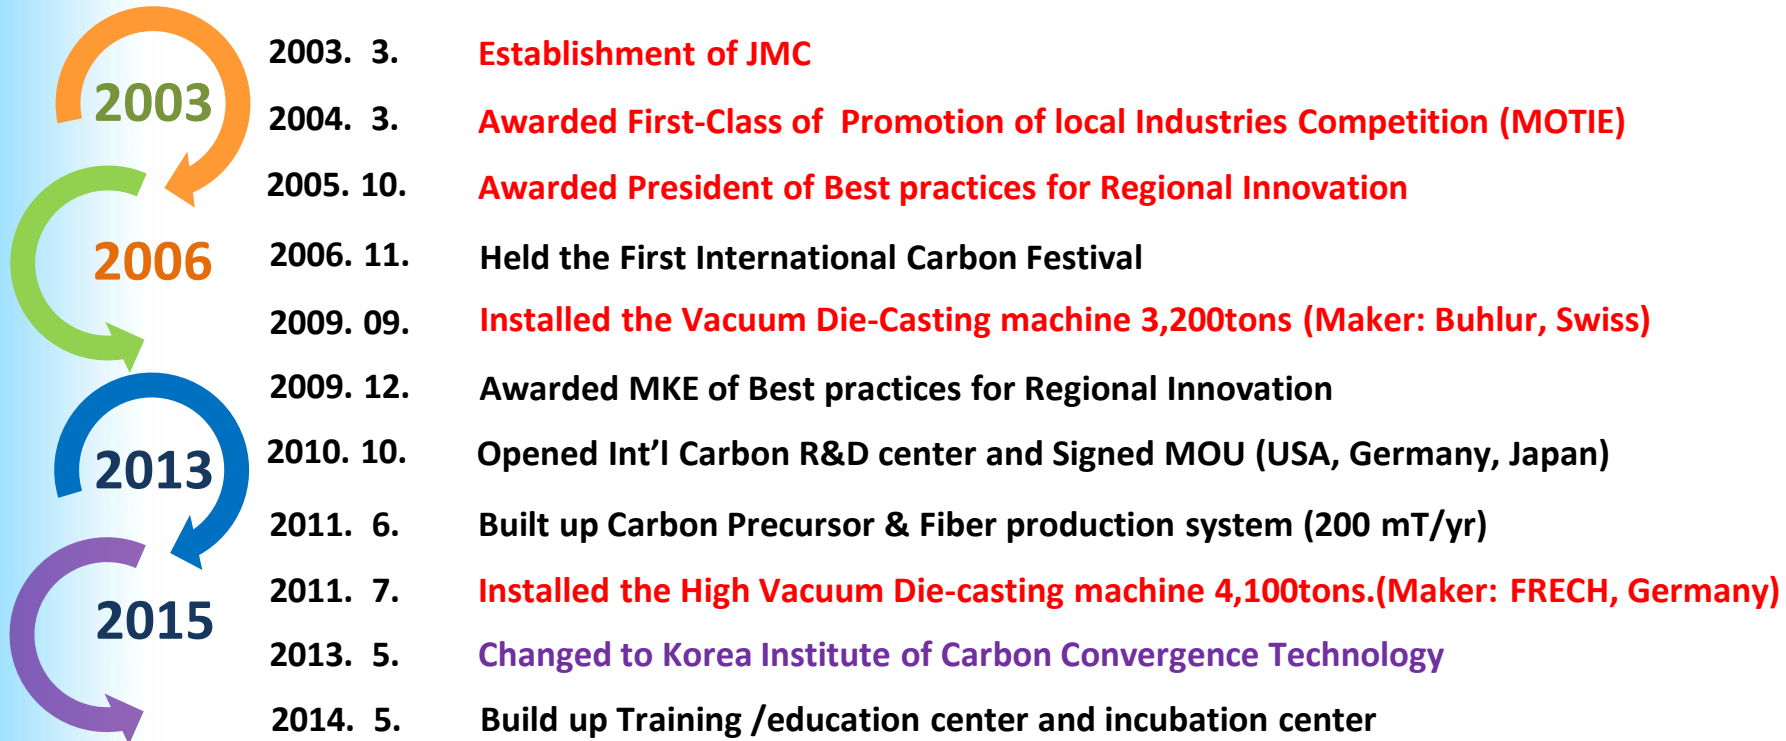 2003
2006
2013
2015
2003. 3. Establishment of JMC
2004. 3. Awarded First-Class of Promotion of local Industries Competition (MOTIE)
2005. 10. Awarded President of Best practices for Regional Innovation
2006. 11. Held the First International Carbon Festival
2009. 09. Installed the Vacuum Die-Casting machine 3,200tons (Maker: Buhlur, Swiss)
2009. 12. Awarded MKE of Best practices for Regional Innovation
2010. 10. Opened Int’l Carbon R&D center and Signed MOU (USA, Germany, Japan)
2011. 6. Built up Carbon Precursor & Fiber production system (200 mT/yr)
2011. 7. Installed the High Vacuum Die-casting machine 4,100tons.(Maker: FRECH, Germany)
2013. 5. Changed to Korea Institute of Carbon Convergence Technology
2014. 5. Build up Training /education center and incubation center